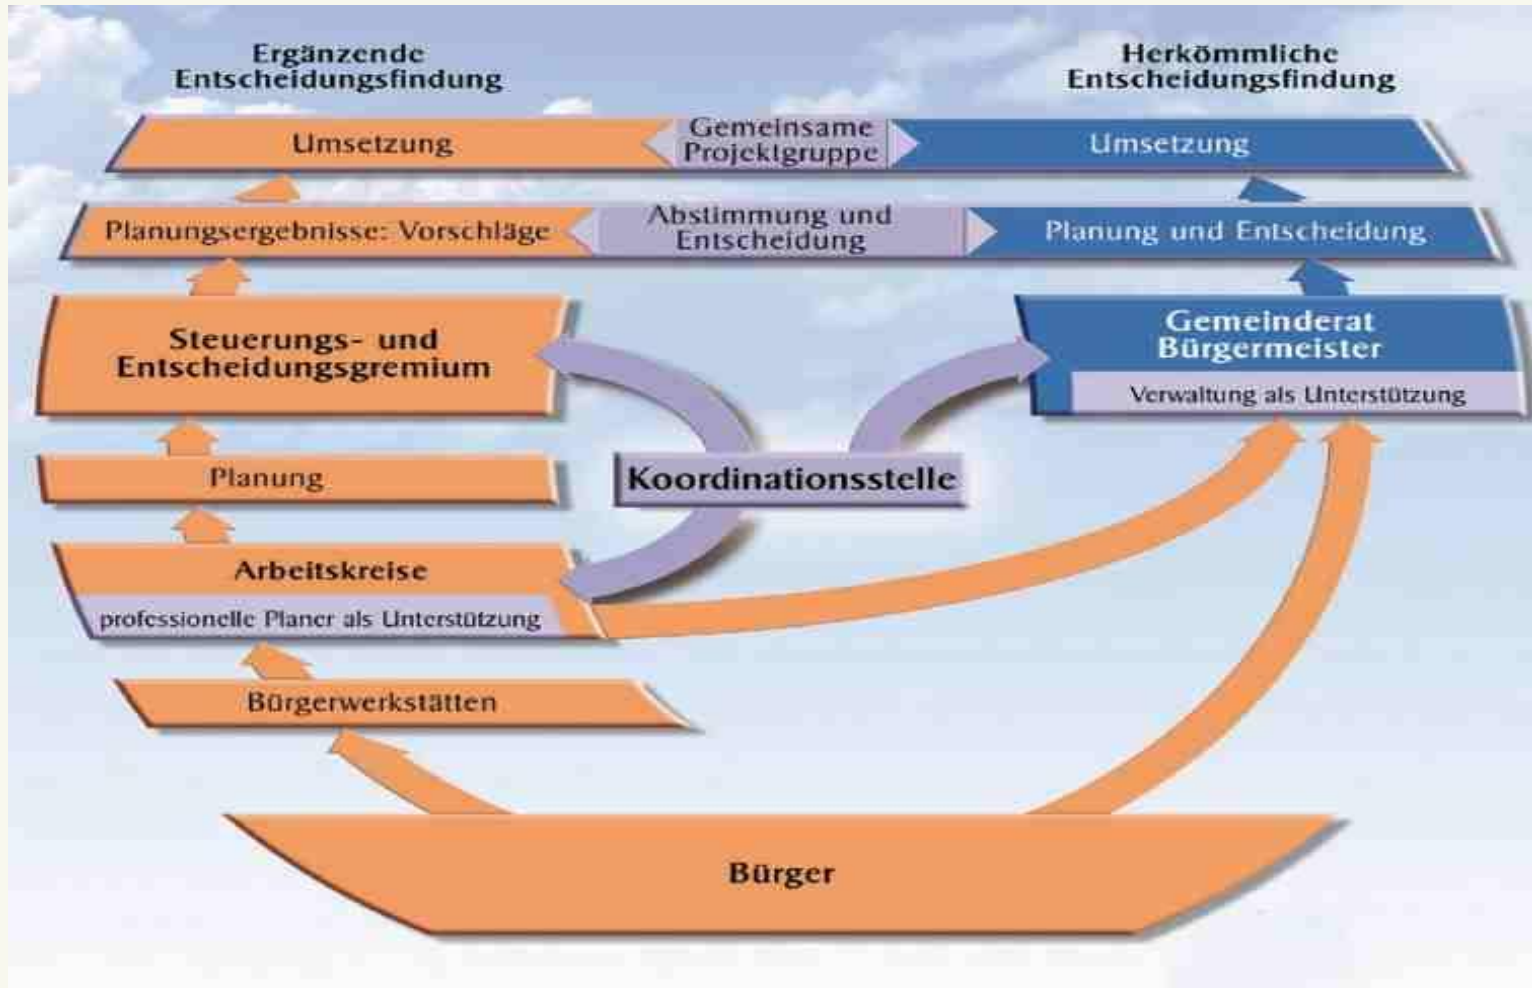 Ergänzende
Entscheidungsfindung
Herkömmliche
Entscheidungsfindung
Umsetzung
Gemeinsame
Projektgruppe
Umsetzung
Planungsergebnisse: Vorschläge
Abstimmung und
Entscheidung
Planung und Entscheidung
Steuerungs- und
Entscheidungsgremium
Gemeinderat
Bürgermeister
Verwaltung als Unterstützung
Planung
Koordinationsstelle
Arbeitskreise
professionelle Planer als Unterstützung
Bürgerwerkstätten
Bürger